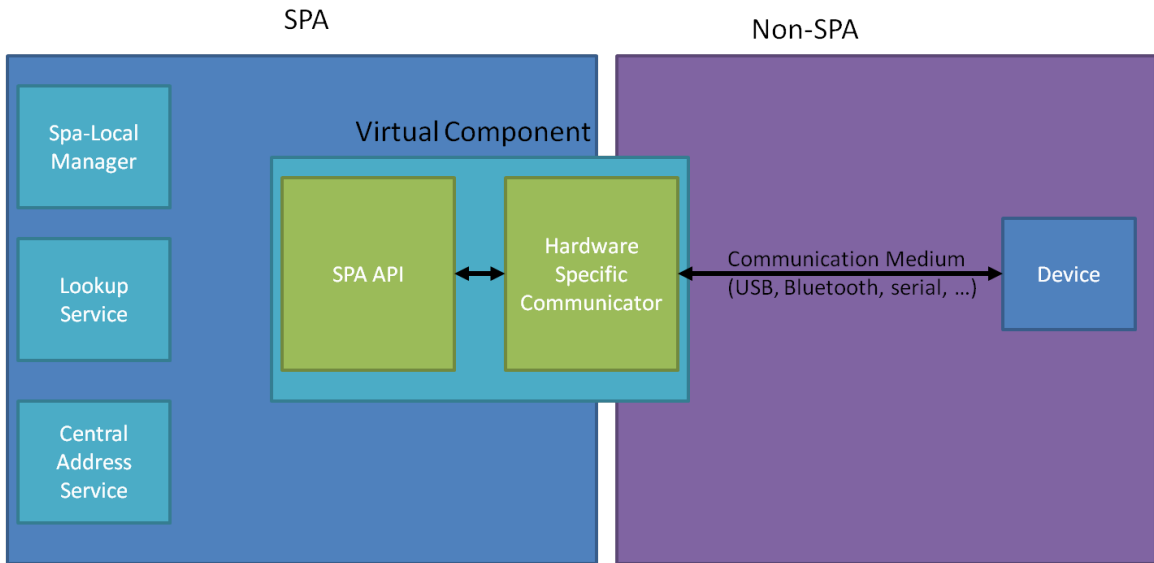 SPA
Non-SPA
Spa-Local
Manager
Virtual Component
SPA API
Hardware
Specific
Communicator
Communication Medium
(USB, Bluetooth, serial, …)
Device
Lookup
Service
Central
Address
Service